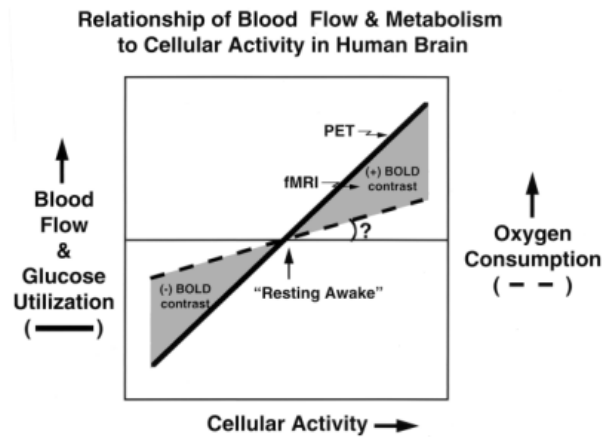 Relationship of Blood Flow & Metabolism
to Cellular Activity in Human Brain
PET
(+) BOLD
contrast
fMRI
?
Blood
Flow
&
Glucose
Utilization
( )
(-) BOLD
contrast
“Resting Awake”
Oxygen
Consumption
( – – )
Cellular Activity